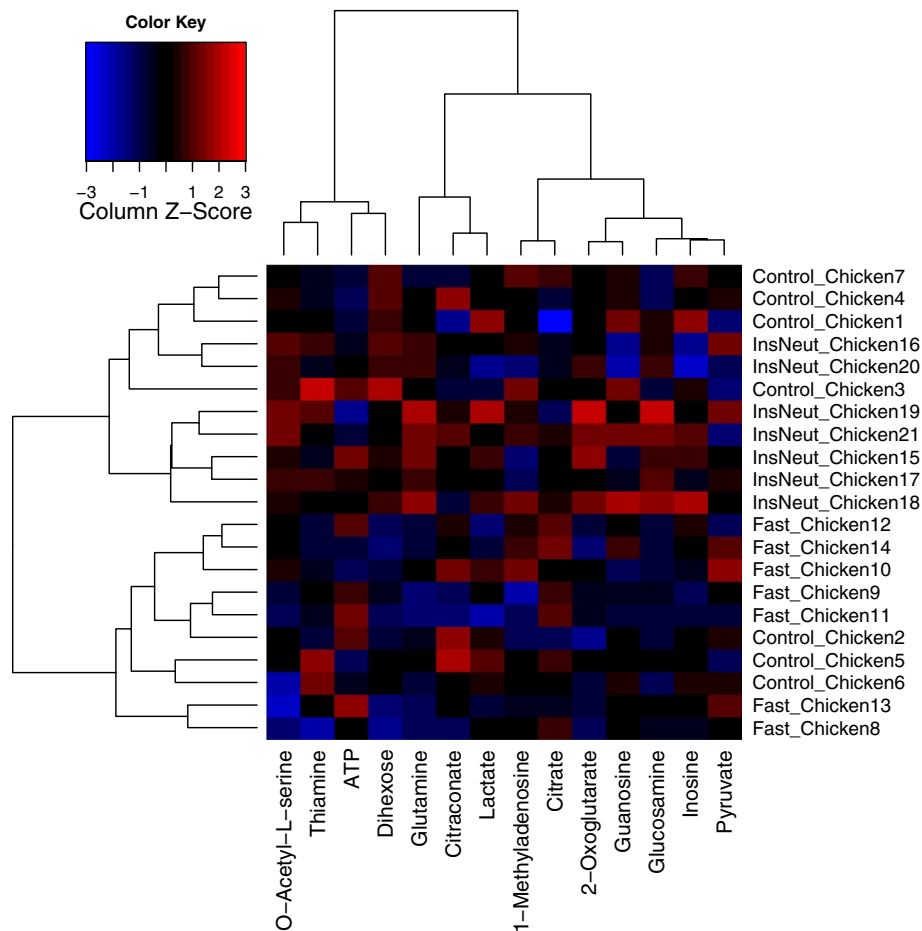 Color Key
−3 −1 1 2 3
Column Z−Score
Control_Chicken7
Control_Chicken4
Control_Chicken1
InsNeut_Chicken16
InsNeut_Chicken20
Control_Chicken3
InsNeut_Chicken19
InsNeut_Chicken21
InsNeut_Chicken15
InsNeut_Chicken17
InsNeut_Chicken18
Fast_Chicken12
Fast_Chicken14
Fast_Chicken10
Fast_Chicken9
Fast_Chicken11
Control_Chicken2
Control_Chicken5
Control_Chicken6
Fast_Chicken13
Fast_Chicken8
O−Acetyl−L−serine
Thiamine
ATP
Dihexose
Glutamine
Citraconate
Lactate
1−Methyladenosine
Citrate
2−Oxoglutarate
Guanosine
Glucosamine
Inosine
Pyruvate